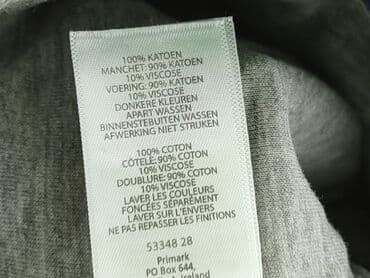 100% KATOEN
MANCHET: 90% KATOEN
10% VISCOSE
VOERING: 90% KATOEN
10% VISCOSE
DONKERE KLEUREN
APART WASSEN
BINNENSTEBUITEN WASSEN
AFWERKING NIET STRIJKEN
100% COTON
CÔTELÉ: 90% COTON
10% VISCOSE
DOUBLURE: 90% COTON
10% VISCOSE
LAVER LES COULEURS
FONCÉES SÉPARÉMENT
LAVER SUR L'ENVERS
NE PAS REPASSER LES FINITIONS
53348 28
Primark
PO Box 644,
Ireland